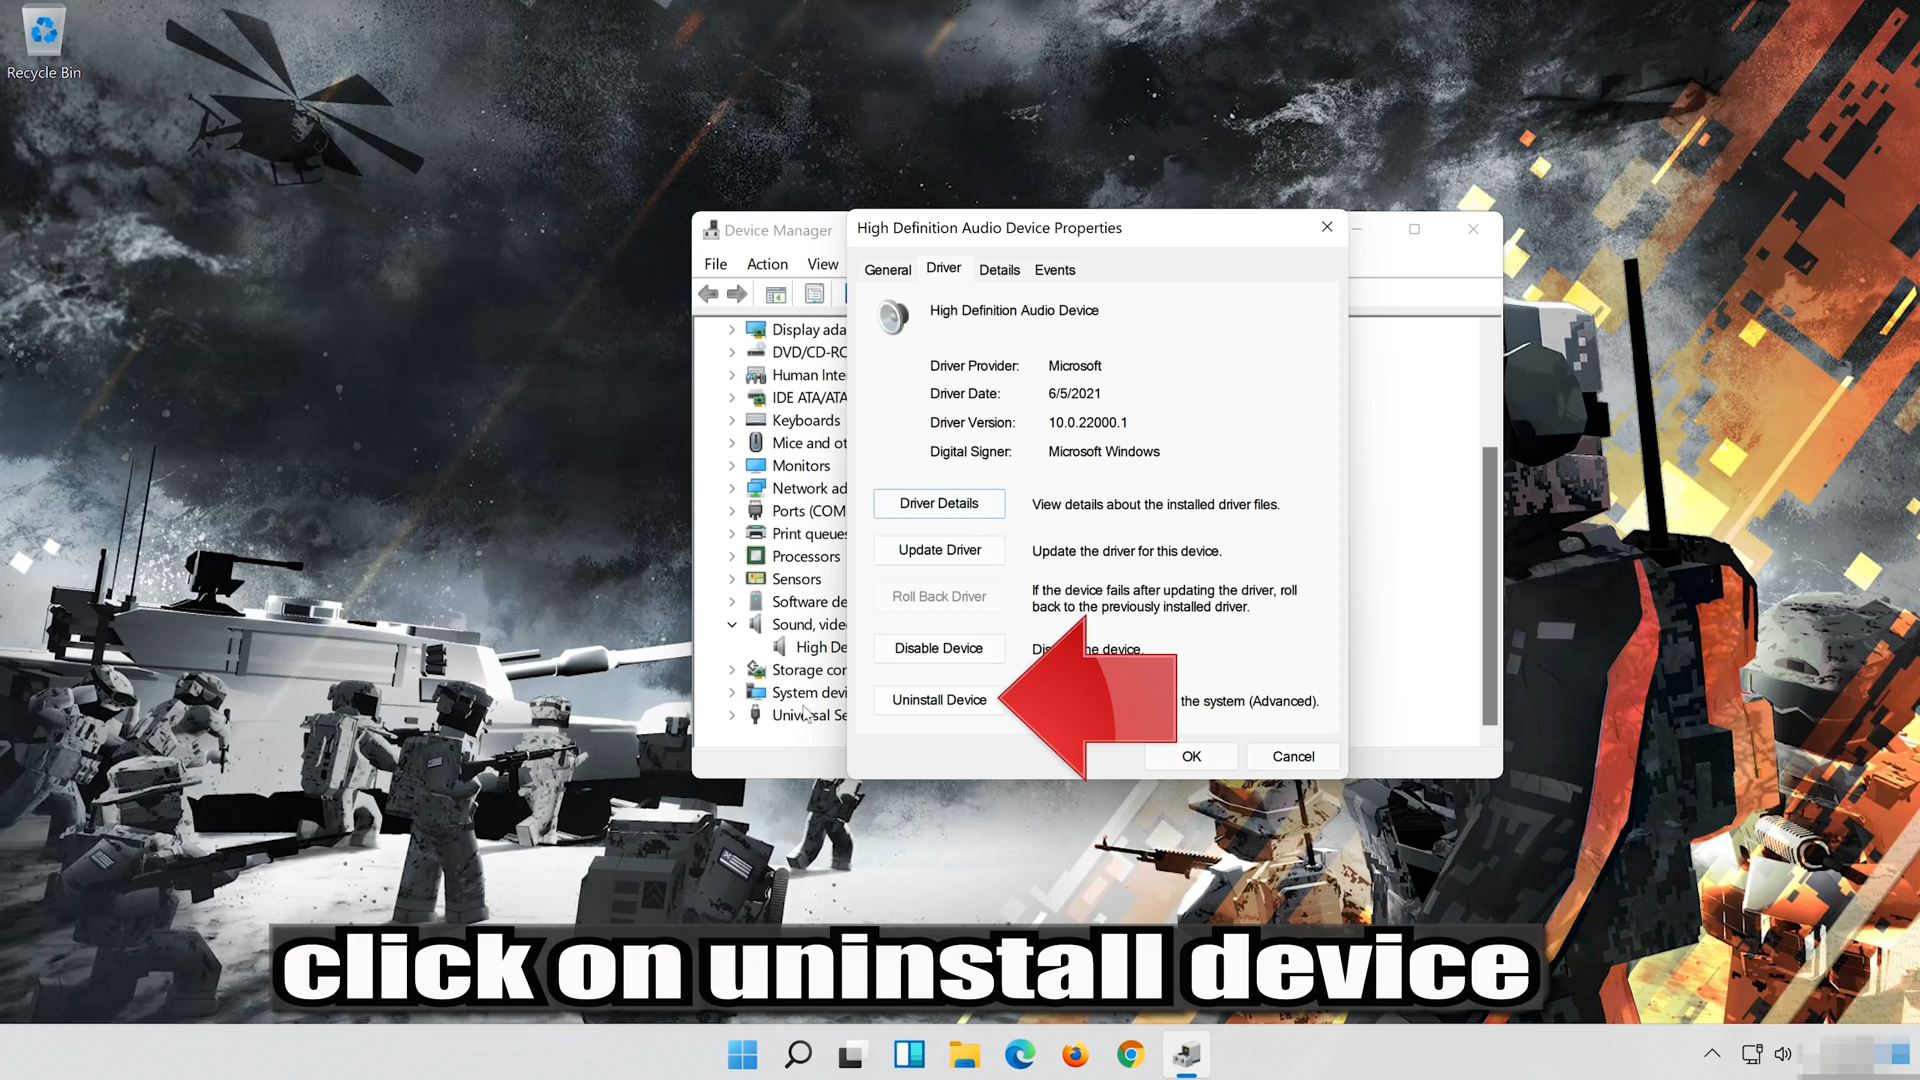 Recycle Bin
Device Manager
File Action View
Display ada
DVD/CD-RO
Human Inte
IDE ATA/ATA
Keyboards
Mice and ot
Monitors
Network ad
Ports (COM
Print queues
Processors
Sensors
Software de
Sound, vide
High De
Storage con
System devi
Universal Se
High Definition Audio Device Properties
General Driver Details Events
High Definition Audio Device
Driver Provider: Microsoft
Driver Date: 6/5/2021
Driver Version: 10.0.22000.1
Digital Signer: Microsoft Windows
Driver Details View details about the installed driver files.
Update Driver Update the driver for this device.
Roll Back Driver If the device fails after updating the driver, roll
back to the previously installed driver.
Disable Device device.
Uninstall Device the system (Advanced).
OK Cancel
click on uninstall device